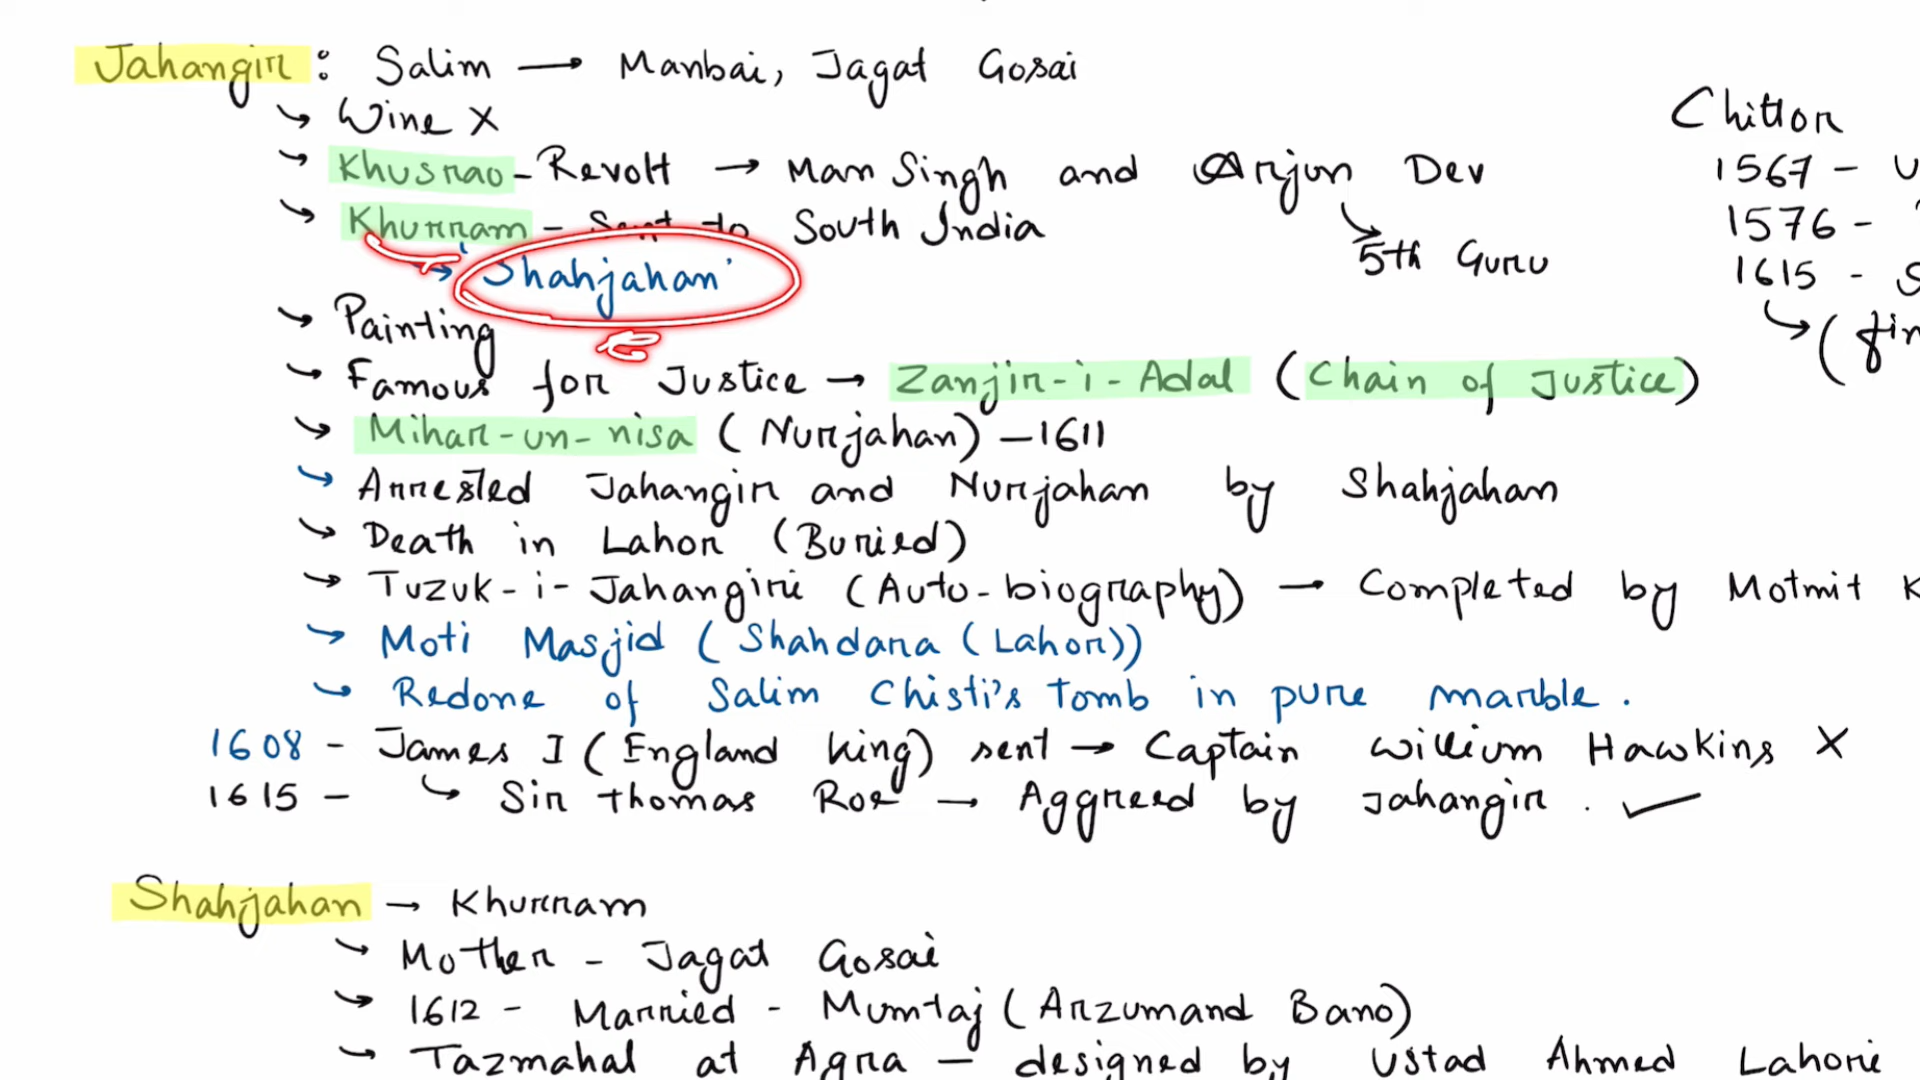 Jahangir : Salim → Manbai, Jagat Gosai
↳ Wine X
↳ Khusrao - Revolt → Man Singh and Arjun Dev
↳ 5th Guru
↳ Khurram - Sent to South India
→ 'Shahjahan'
↳ Painting
↳ Famous for Justice → Zanjir-i-Adal (Chain of Justice)
↳ Mihar-un-nisa (Nurjahan) - 1611
↳ Arrested Jahangir and Nurjahan by Shahjahan
↳ Death in Lahor (Buried)
↳ Tuzuk-i-Jahangiri (Auto-biography) → Completed by Motmit K
↳ Moti Masjid (Shahdara (Lahor))
↳ Redone of Salim Chisti's Tomb in pure marble.
1608 - James I (England king) sent → Captain Willium Hawkins X
1615 - ↳ Sir thomas Roe → Aggreed by Jahangir . ✓
Shahjahan → Khurram
↳ Mother - Jagat Gosai
↳ 1612 - Married - Mumtaj (Arzumand Bano)
↳ Tazmahal at Agra - designed by Ustad Ahmed Lahori
Chittor
1567 -
1576 -
1615 -